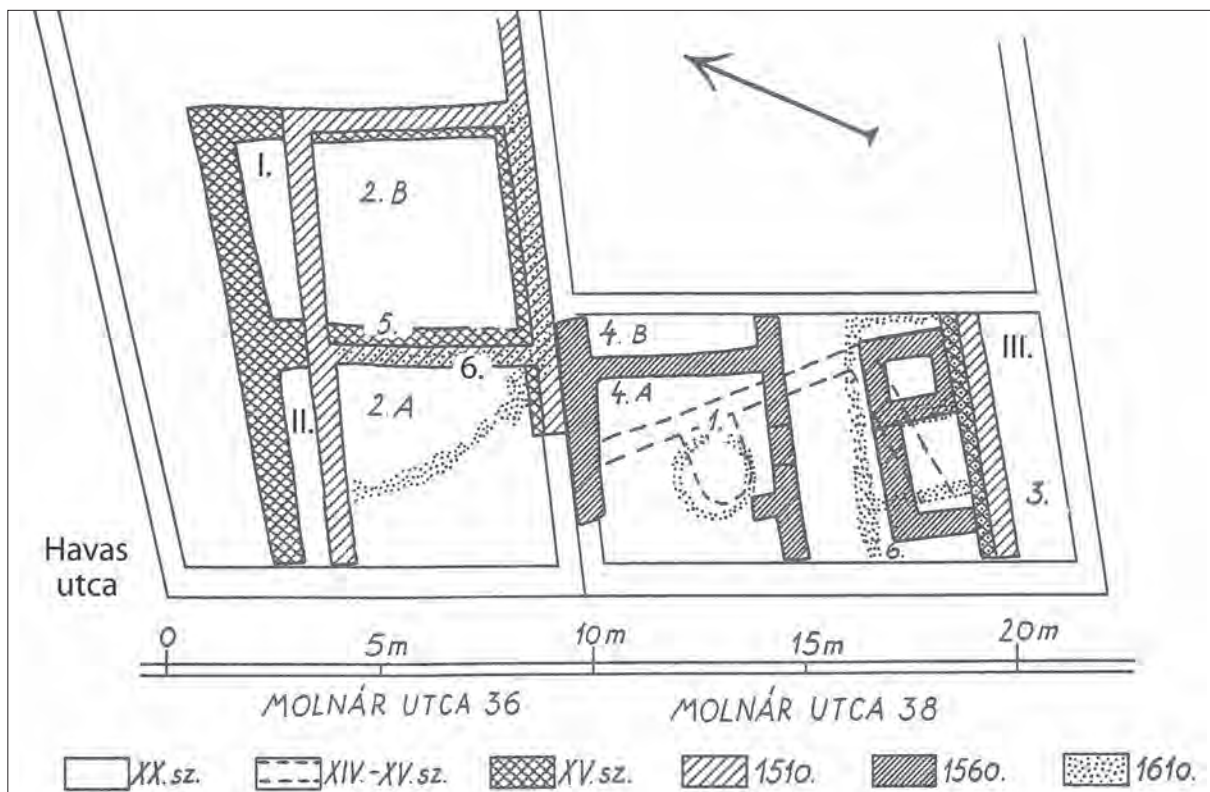 I.
2. B
5.
6.
II.
2. A
4. B
4. A
1.
III.
3.
6.
Havas
utca
0 5m 10m 15m 20m
MOLNÁR UTCA 36 MOLNÁR UTCA 38
XX.sz. XIV.-XV.sz. XV. sz. 1510. 1560. 1610.